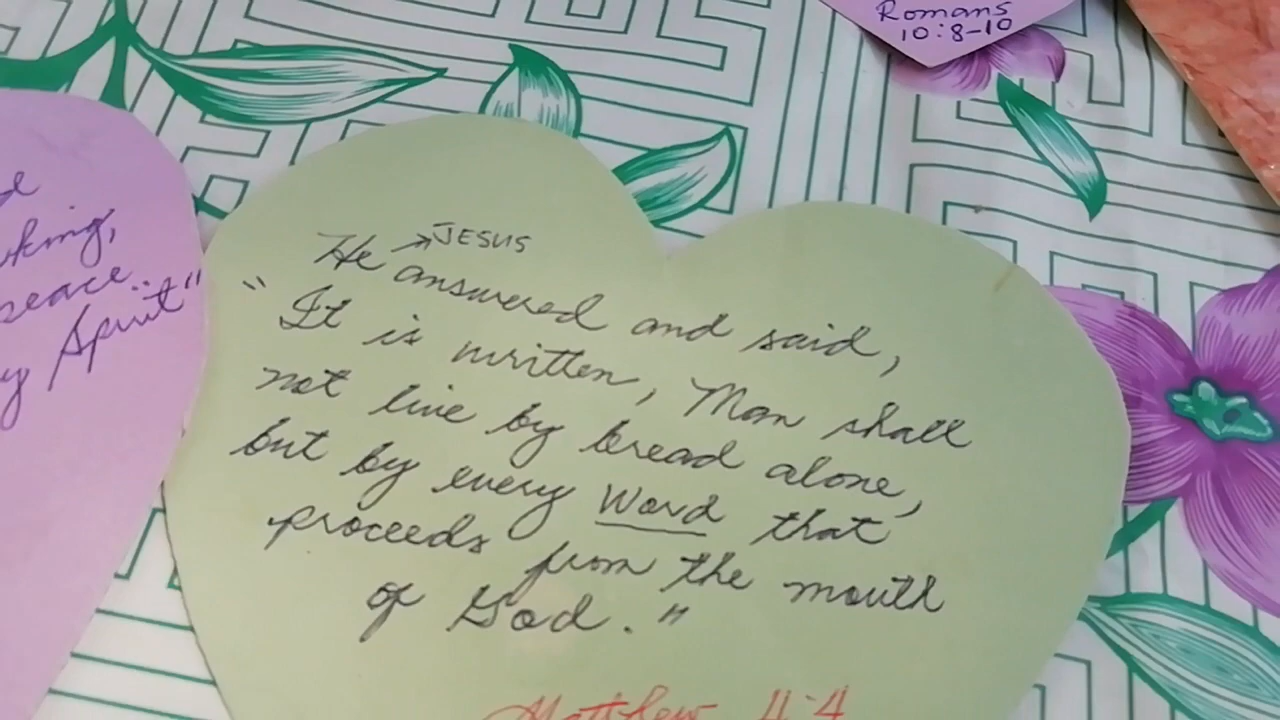 Romans
10:8-10
peace..
Spirit"
→JESUS
He answered and said,
"It is written, Man shall
not live by bread alone,
but by every Word that
proceeds from the mouth
of God."
Matthew 4:4